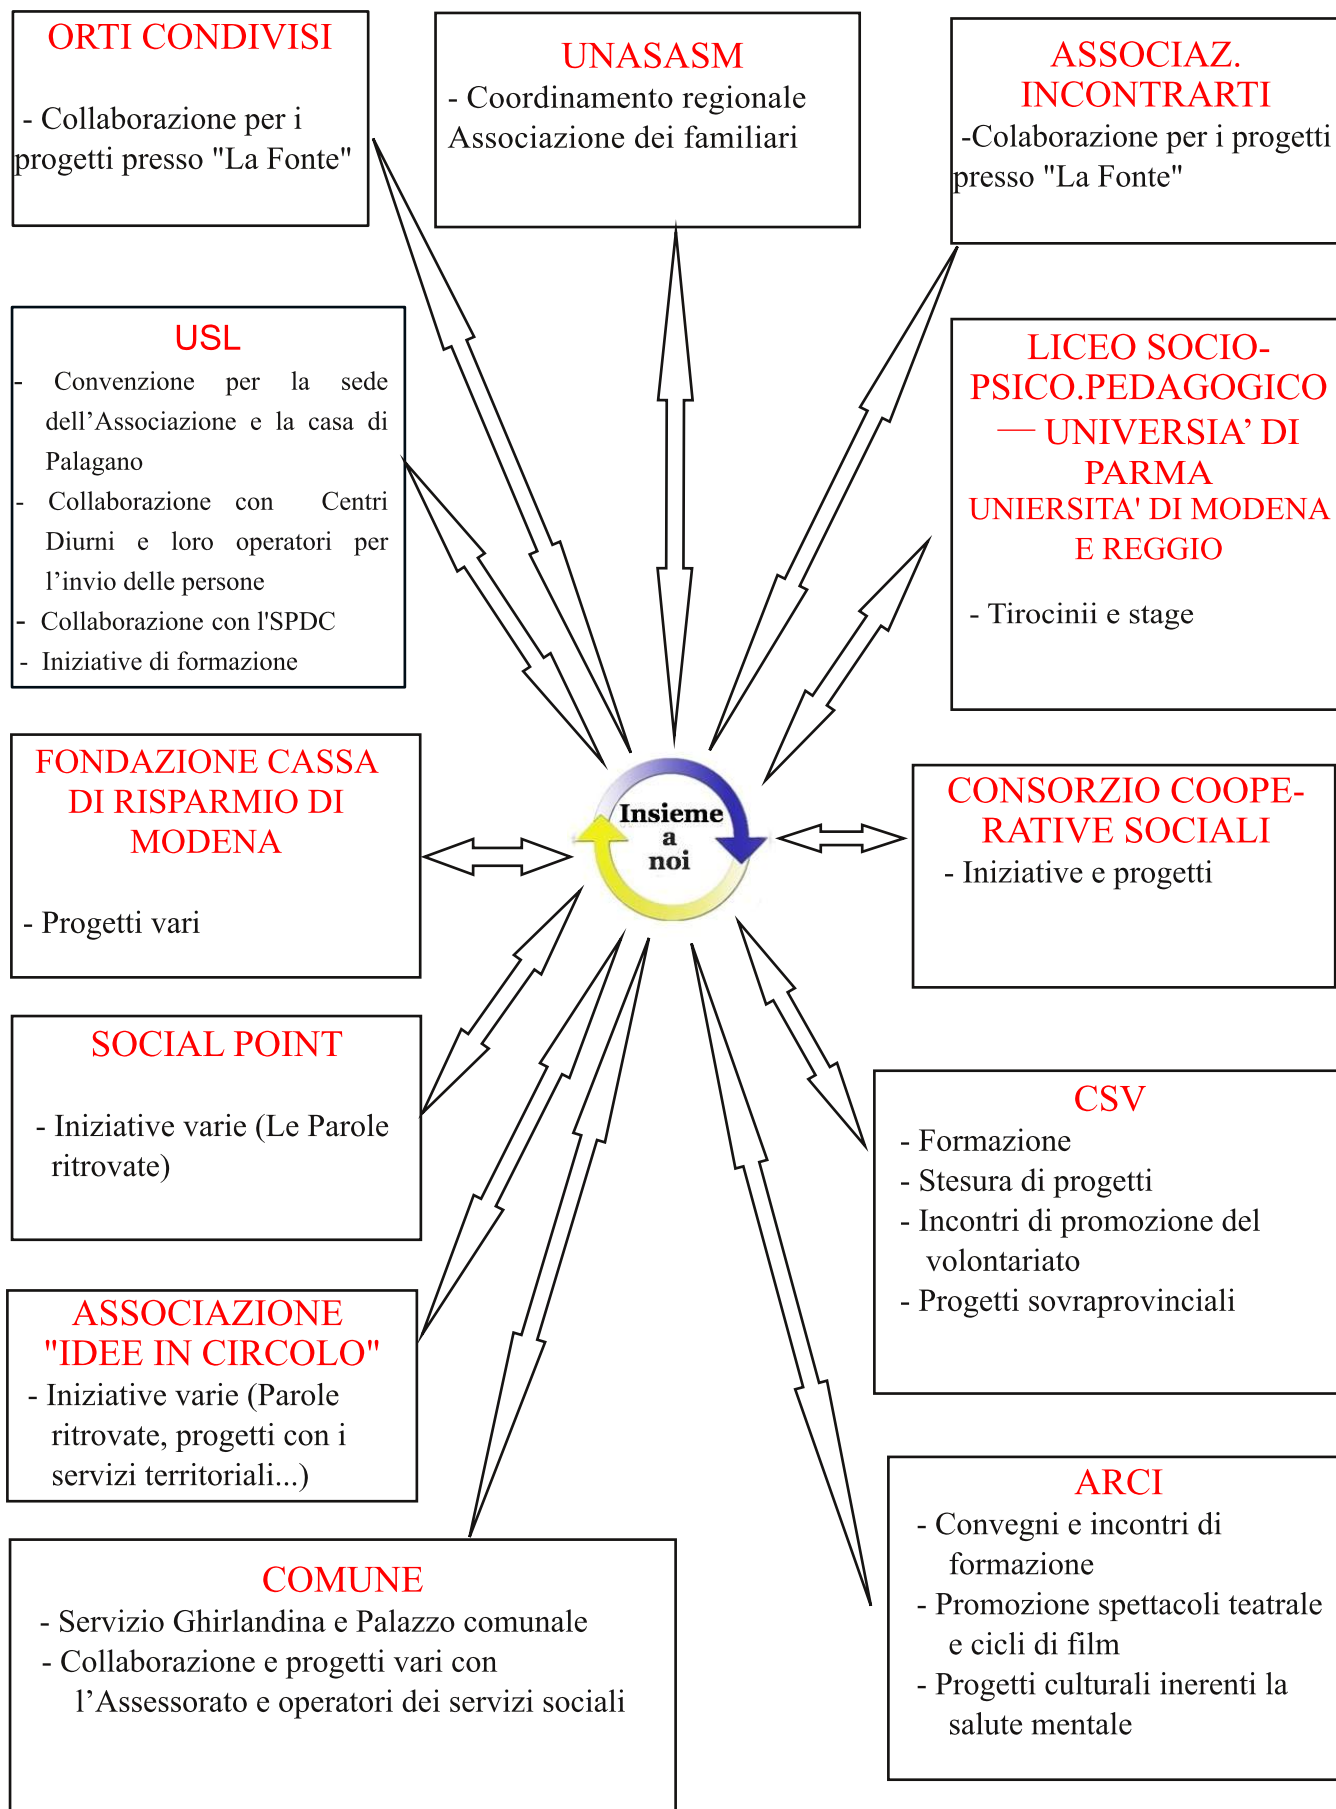 ORTI CONDIVISI
- Collaborazione per i
progetti presso "La Fonte"
UNASASM
- Coordinamento regionale
Associazione dei familiari
ASSOCIAZ.
INCONTRARTI
-Colaborazione per i progetti
presso "La Fonte"
USL
- Convenzione per la sede
dell’Associazione e la casa di
Palagano
- Collaborazione con Centri
Diurni e loro operatori per
l’invio delle persone
- Collaborazione con l'SPDC
- Iniziative di formazione
LICEO SOCIO-
PSICO.PEDAGOGICO
— UNIVERSIA’ DI
PARMA
UNIERSITA' DI MODENA
E REGGIO
- Tirocinii e stage
FONDAZIONE CASSA
DI RISPARMIO DI
MODENA
- Progetti vari
Insieme
a
noi
CONSORZIO COOPE-
RATIVE SOCIALI
- Iniziative e progetti
SOCIAL POINT
- Iniziative varie (Le Parole
ritrovate)
CSV
- Formazione
- Stesura di progetti
- Incontri di promozione del
volontariato
- Progetti sovraprovinciali
ASSOCIAZIONE
"IDEE IN CIRCOLO"
- Iniziative varie (Parole
ritrovate, progetti con i
servizi territoriali...)
ARCI
- Convegni e incontri di
formazione
- Promozione spettacoli teatrale
e cicli di film
- Progetti culturali inerenti la
salute mentale
COMUNE
- Servizio Ghirlandina e Palazzo comunale
- Collaborazione e progetti vari con
l’Assessorato e operatori dei servizi sociali